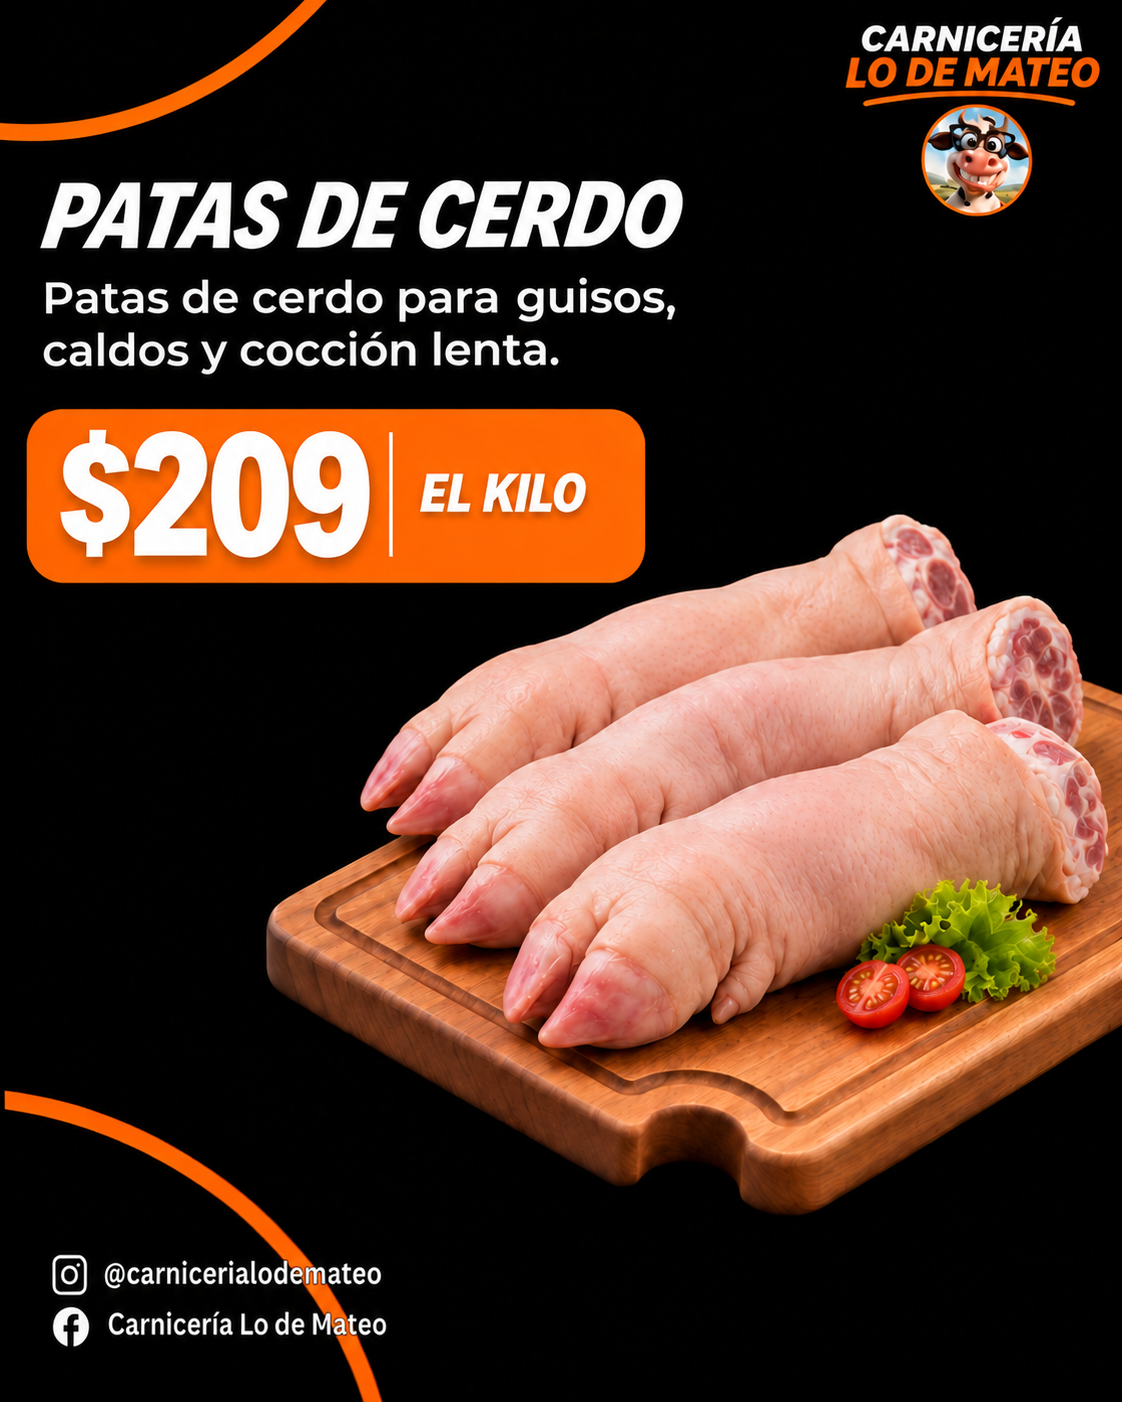 CARNICERÍA
LO DE MATEO
PATAS DE CERDO
Patas de cerdo para guisos,
caldos y cocción lenta.
$209
EL KILO
@carnicerialodemateo
Carnicería Lo de Mateo